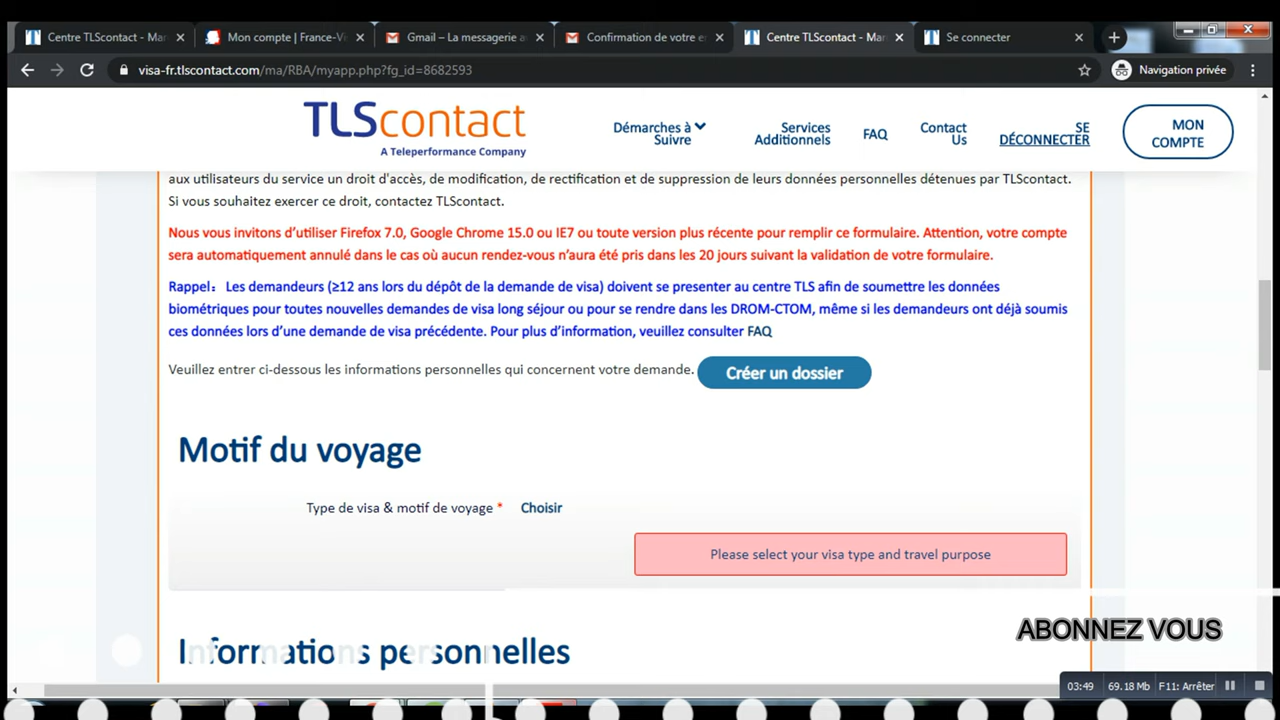 Centre TLScontact - Mar
Mon compte | France-Vi
Gmail – La messagerie a
Confirmation de votre e
Centre TLScontact - Mar
Se connecter
visa-fr.tlscontact.com/ma/RBA/myapp.php?fg_id=8682593
Navigation privée
TLScontact
A Teleperformance Company
Démarches à
Suivre
Services
Additionnels
FAQ
Contact
Us
SE
DÉCONNECTER
MON
COMPTE
aux utilisateurs du service un droit d'accès, de modification, de rectification et de suppression de leurs données personnelles détenues par TLScontact.
Si vous souhaitez exercer ce droit, contactez TLScontact.
Nous vous invitons d’utiliser Firefox 7.0, Google Chrome 15.0 ou IE7 ou toute version plus récente pour remplir ce formulaire. Attention, votre compte
sera automatiquement annulé dans le cas où aucun rendez-vous n’aura été pris dans les 20 jours suivant la validation de votre formulaire.
Rappel： Les demandeurs (≥12 ans lors du dépôt de la demande de visa) doivent se presenter au centre TLS afin de soumettre les données
biométriques pour toutes nouvelles demandes de visa long séjour ou pour se rendre dans les DROM-CTOM, même si les demandeurs ont déjà soumis
ces données lors d’une demande de visa précédente. Pour plus d’information, veuillez consulter FAQ
Veuillez entrer ci-dessous les informations personnelles qui concernent votre demande.
Créer un dossier
Motif du voyage
Type de visa & motif de voyage * Choisir
Please select your visa type and travel purpose
Informations personnelles
ABONNEZ VOUS
03:49 69.18 Mb F11: Arrêter